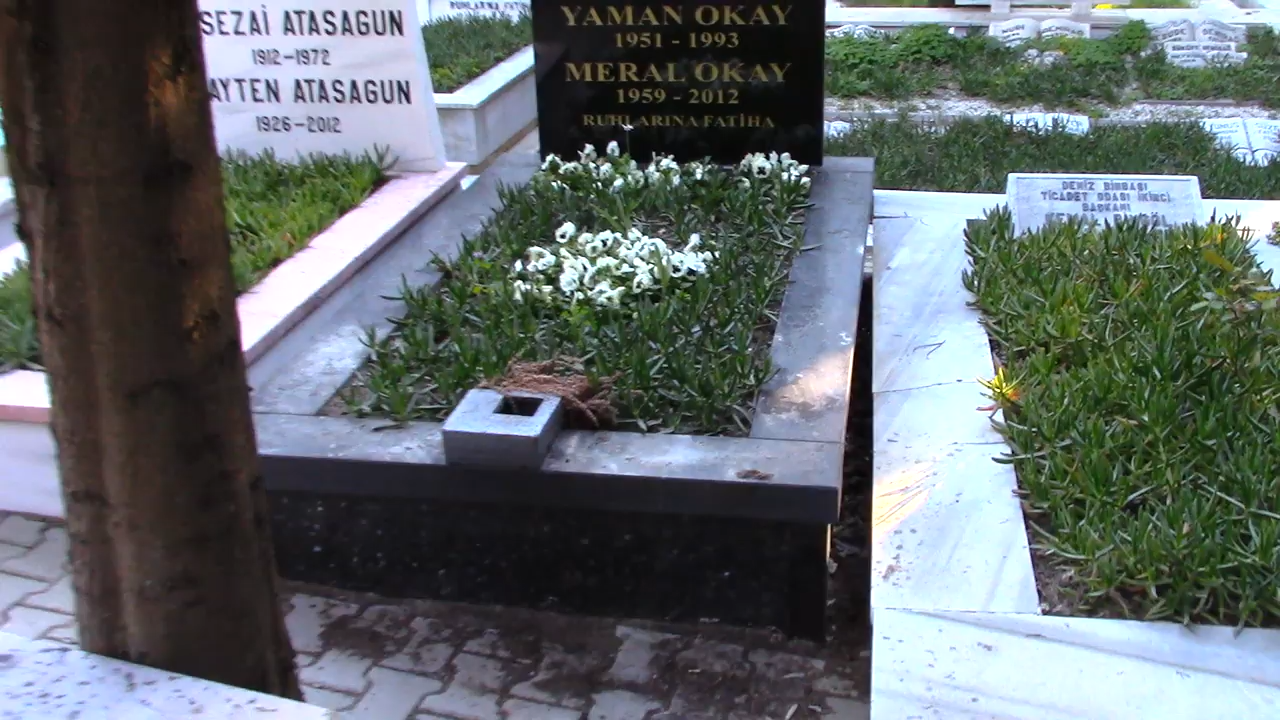 SEZAİ ATASAGUN
1912-1972
AYTEN ATASAGUN
1926-2012
RUHLARINA
YAMAN OKAY
1951 - 1993
MERAL OKAY
1959 - 2012
RUHLARINA FATİHA
DENİZ BİNBAŞI
TİCARET ODASI İKİNCİ
BAŞKANI